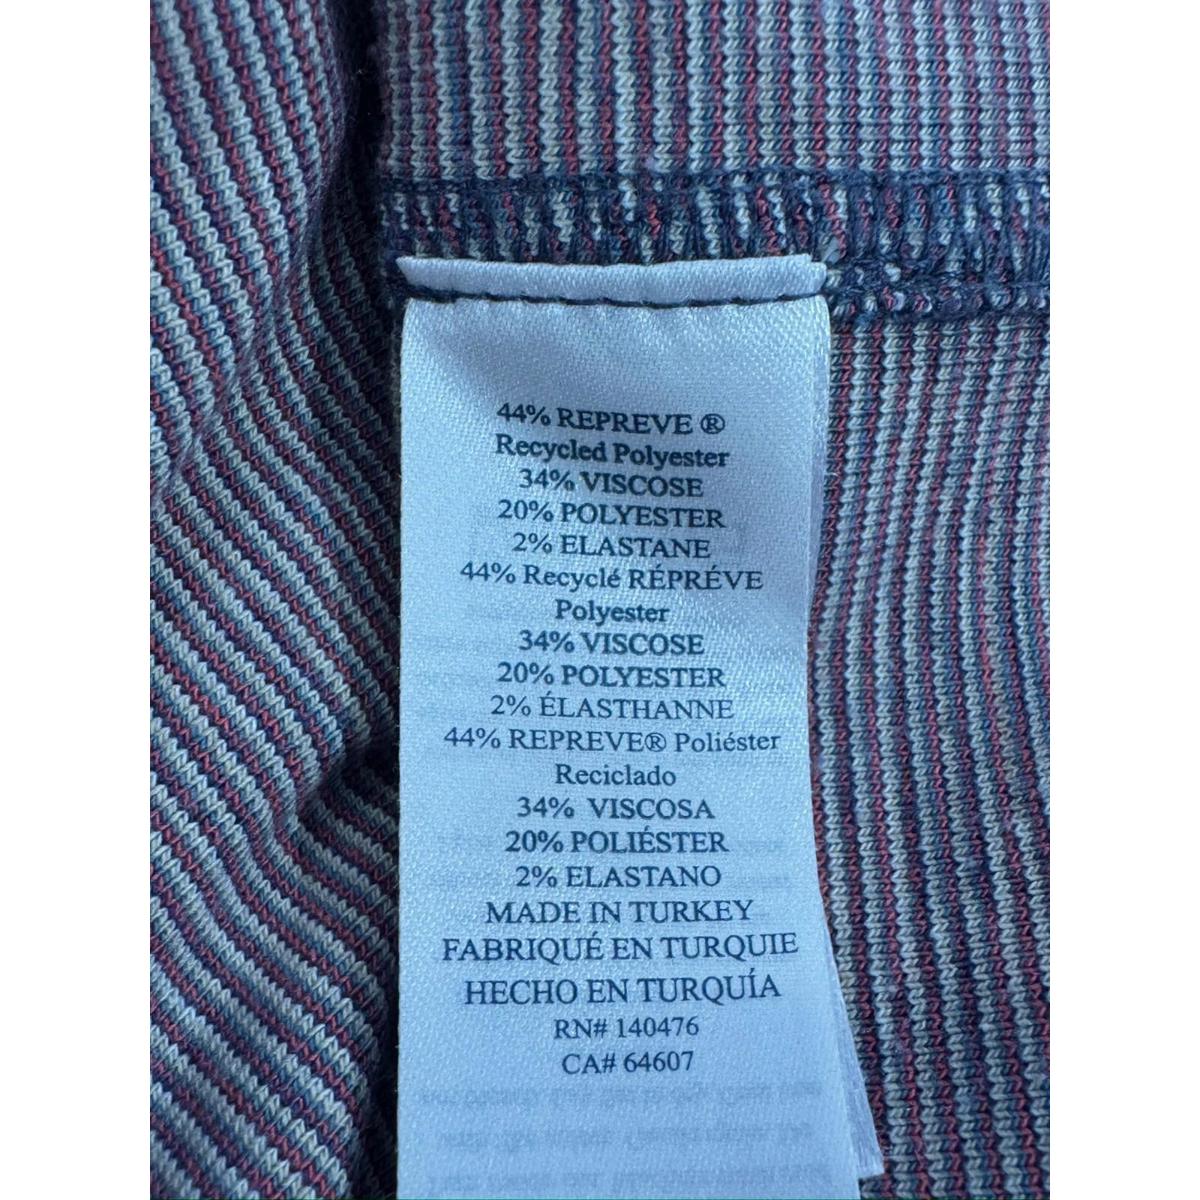 44% REPREVE ®
Recycled Polyester
34% VISCOSE
20% POLYESTER
2% ELASTANE
44% Recyclé RÉPRÉVE
Polyester
34% VISCOSE
20% POLYESTER
2% ÉLASTHANNE
44% REPREVE® Poliéster
Reciclado
34% VISCOSA
20% POLIÉSTER
2% ELASTANO
MADE IN TURKEY
FABRIQUÉ EN TURQUIE
HECHO EN TURQUÍA
RN# 140476
CA# 64607